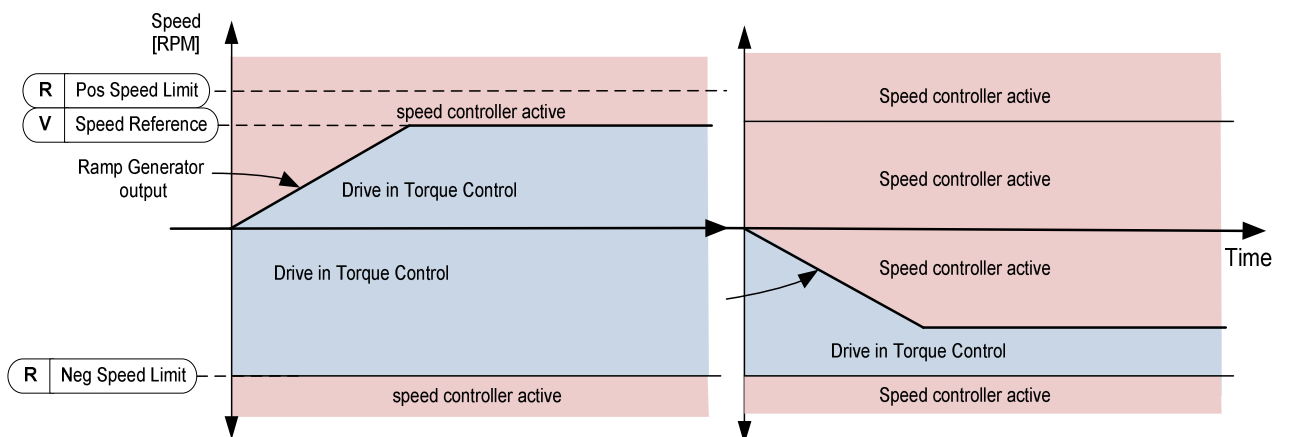 Speed
[RPM]
R Pos Speed Limit
Speed controller active
speed controller active
V Speed Reference
Ramp Generator
output
Drive in Torque Control
Speed controller active
Drive in Torque Control
Speed controller active
Time
Drive in Torque Control
R Neg Speed Limit
speed controller active
Speed controller active